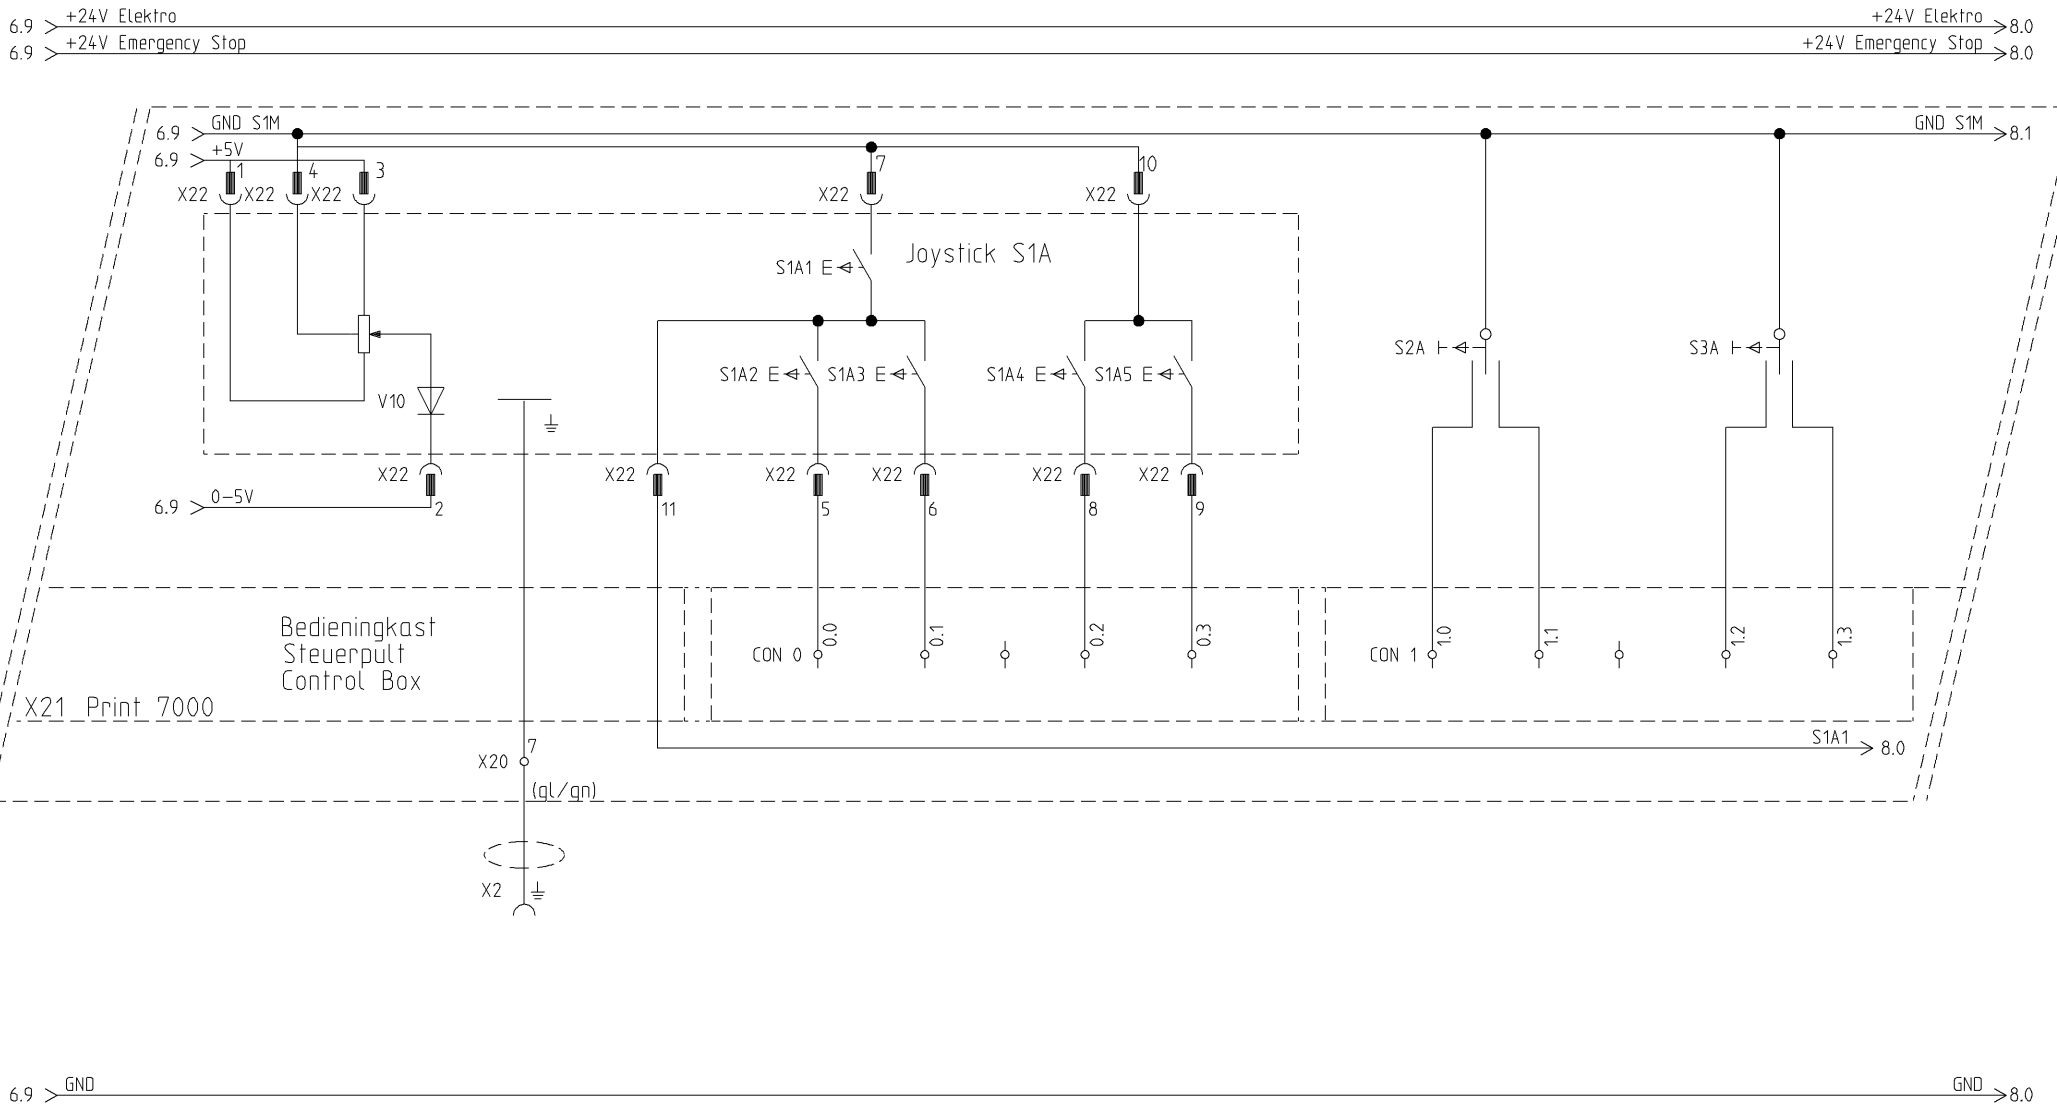 6.9 +24V Elektro +24V Elektro 8.0
6.9 +24V Emergency Stop +24V Emergency Stop 8.0
6.9 GND S1M GND S1M 8.1
6.9 +5V
1 4 3 7 10
X22 X22 X22 X22 X22
Joystick S1A
S1A1
S2A S3A
S1A2 S1A3 S1A4 S1A5
V10
X22 X22 X22 X22 X22 X22
6.9 0-5V 2 11 5 6 8 9
Bedieningkast
Steuerpult
Control Box
CON 0 0.0 0.1 0.2 0.3 CON 1 1.0 1.1 1.2 1.3
X21 Print 7000
S1A1 8.0
7
X20
(gl/gn)
X2
6.9 GND GND 8.0